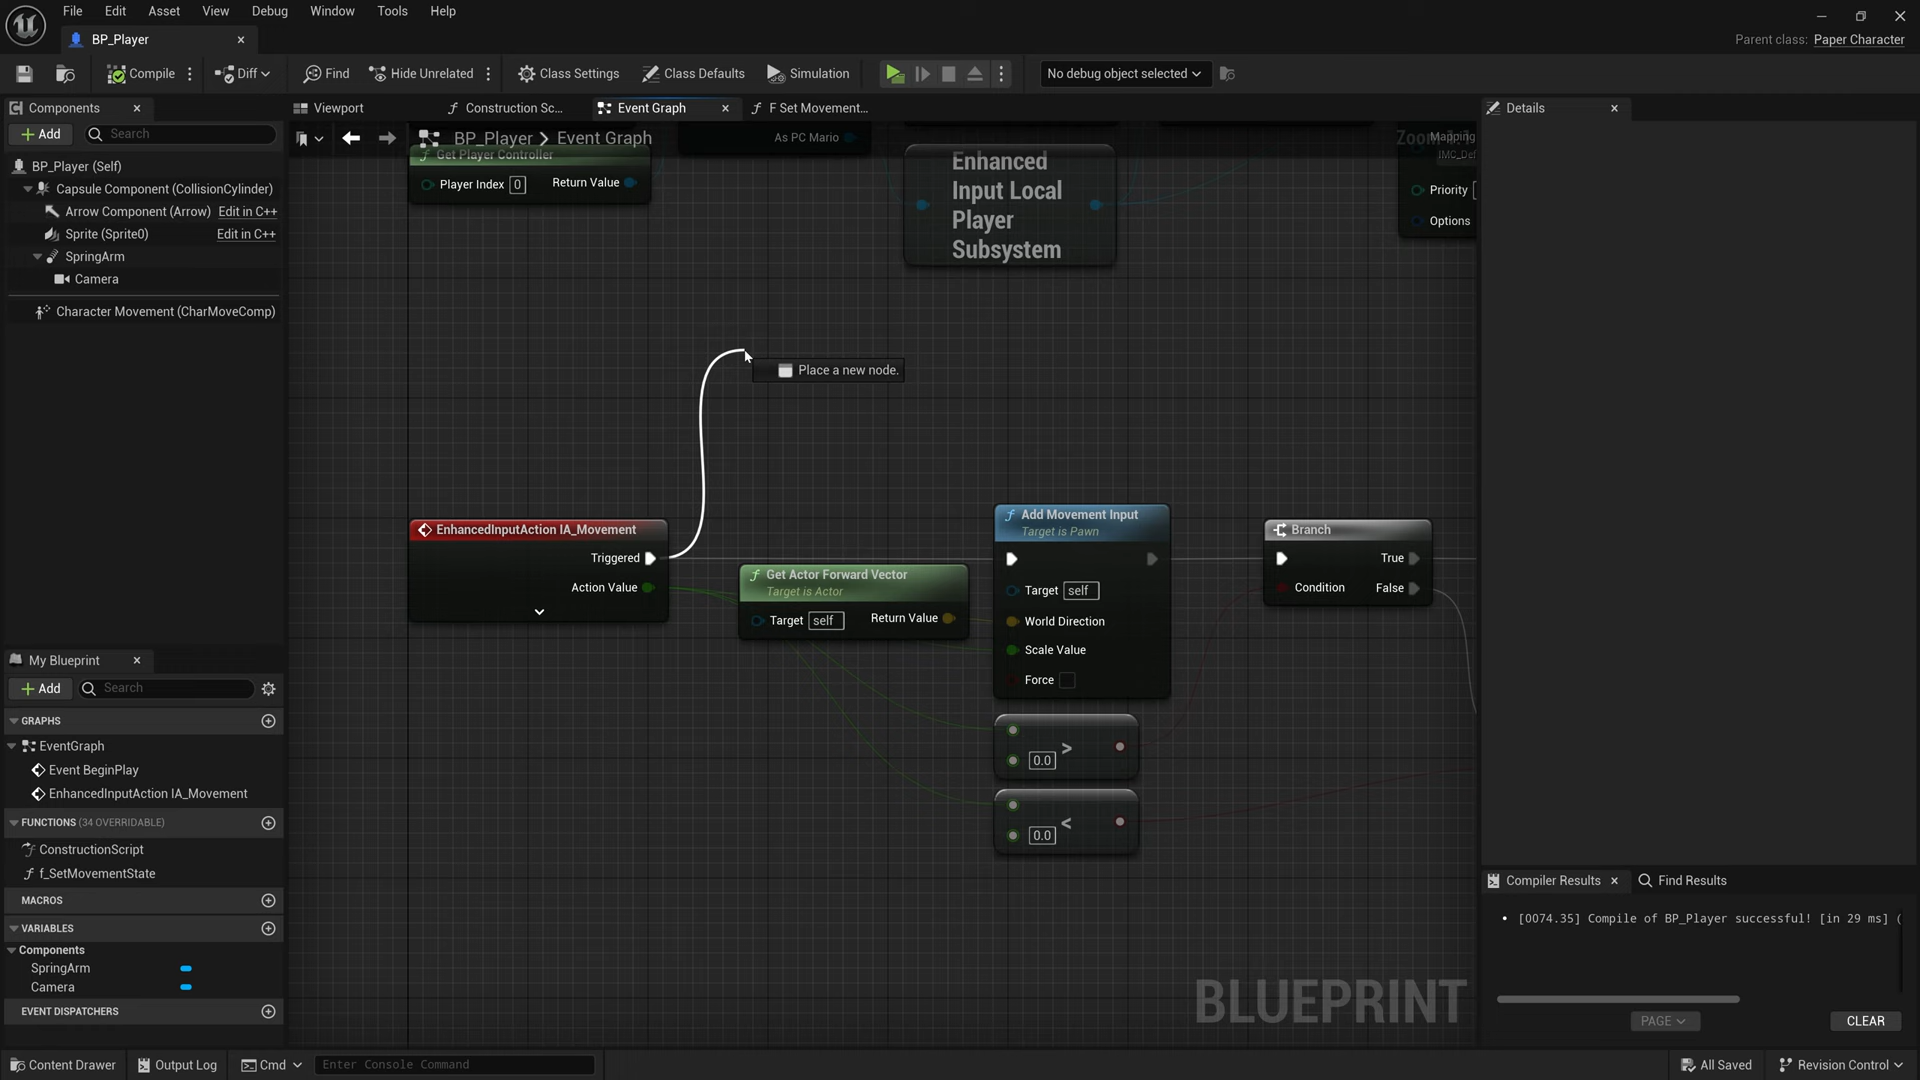 File Edit Asset View Debug Window Tools Help
BP_Player
Parent class: Paper Character
Compile Diff Find Hide Unrelated Class Settings Class Defaults Simulation No debug object selected
Components
Viewport Construction Sc... Event Graph F Set Movement...
Details
Add Search
BP_Player > Event Graph
Zoom 1:1
BP_Player (Self)
Capsule Component (CollisionCylinder)
Arrow Component (Arrow) Edit in C++
Sprite (Sprite0) Edit in C++
SpringArm
Camera
Character Movement (CharMoveComp)
Get Player Controller
Player Index 0 Return Value
As PC Mario
Enhanced
Input Local
Player
Subsystem
Mapping
IMC_Def
Priority
Options
Place a new node.
EnhancedInputAction IA_Movement
Triggered
Action Value
Get Actor Forward Vector
Target is Actor
Target self Return Value
Add Movement Input
Target is Pawn
Target self
World Direction
Scale Value
Force
Branch
True
Condition False
>
0.0
<
0.0
My Blueprint
Add Search
GRAPHS
EventGraph
Event BeginPlay
EnhancedInputAction IA_Movement
FUNCTIONS (34 OVERRIDABLE)
ConstructionScript
f_SetMovementState
MACROS
VARIABLES
Components
SpringArm
Camera
EVENT DISPATCHERS
BLUEPRINT
Compiler Results Find Results
• [0074.35] Compile of BP_Player successful! [in 29 ms] (
PAGE CLEAR
Content Drawer Output Log Cmd Enter Console Command All Saved Revision Control